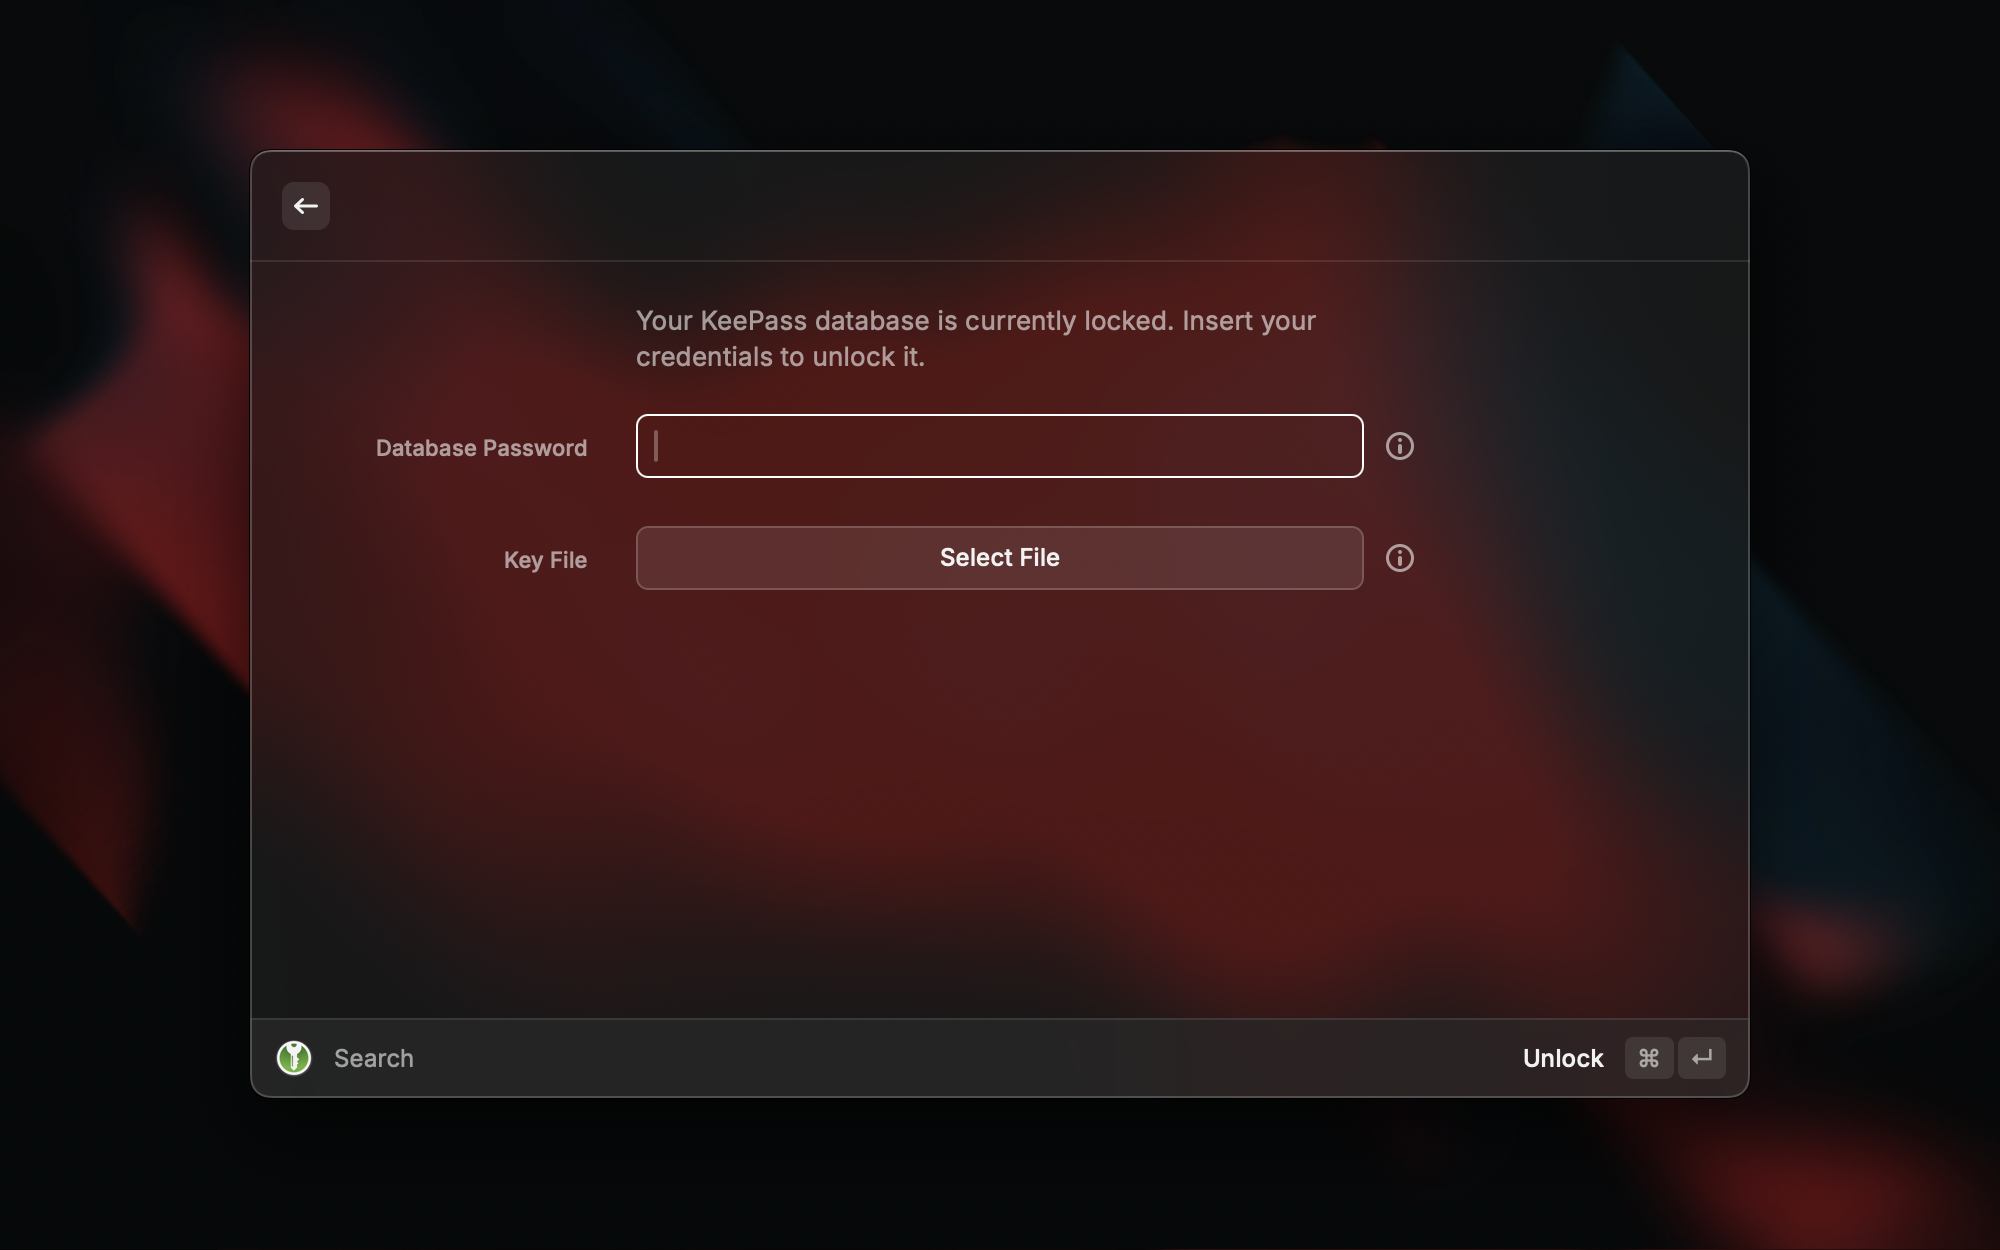 Your KeePass database is currently locked. Insert your
credentials to unlock it.
Database Password
Key File
Select File
Search
Unlock ⌘ ↵